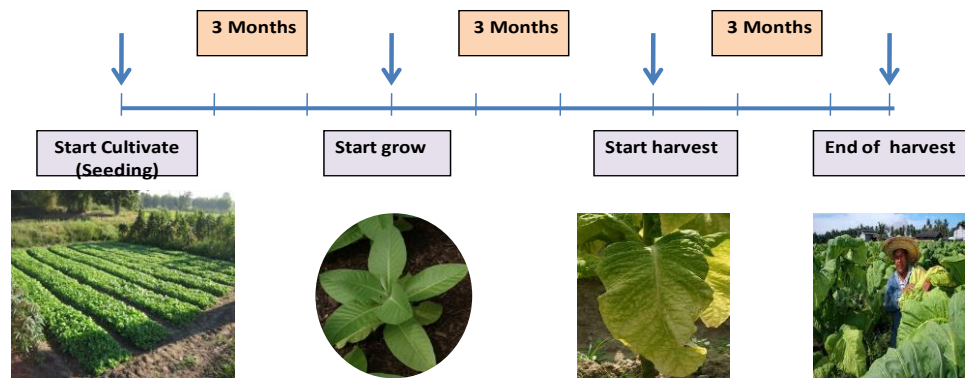 3 Months
3 Months
3 Months
Start Cultivate
(Seeding)
Start grow
Start harvest
End of harvest